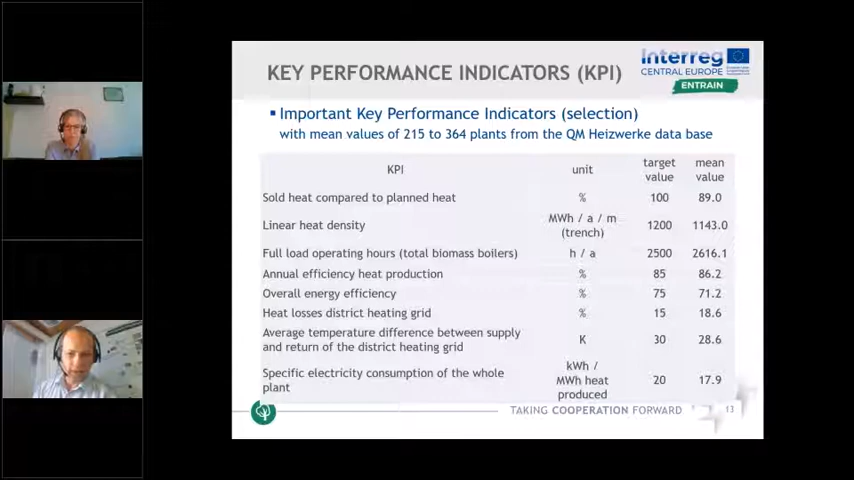 KEY PERFORMANCE INDICATORS (KPI)
Interreg
CENTRAL EUROPE
ENTRAIN
Important Key Performance Indicators (selection)
with mean values of 215 to 364 plants from the QM Heizwerke data base
KPI unit target value mean value
Sold heat compared to planned heat % 100 89.0
Linear heat density MWh / a / m (trench) 1200 1143.0
Full load operating hours (total biomass boilers) h / a 2500 2616.1
Annual efficiency heat production % 85 86.2
Overall energy efficiency % 75 71.2
Heat losses district heating grid % 15 18.6
Average temperature difference between supply
and return of the district heating grid K 30 28.6
Specific electricity consumption of the whole
plant kWh / MWh heat produced 20 17.9
TAKING COOPERATION FORWARD 13